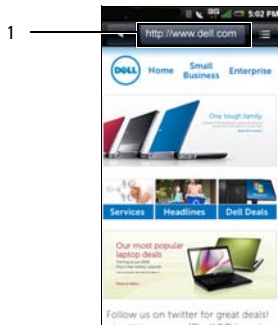 1
3G 5:02 PM
http://www.dell.com
DELL Home Small Business Enterprise
One tough family
Services Headlines Dell Deals
Our most popular
laptop deals
Follow us on twitter for great deals!